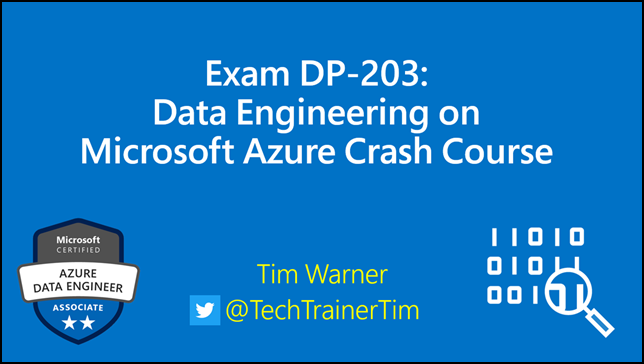 Exam DP-203:
Data Engineering on
Microsoft Azure Crash Course
Microsoft
CERTIFIED
AZURE
DATA ENGINEER
ASSOCIATE
Tim Warner
@TechTrainerTim
11010
01011
001